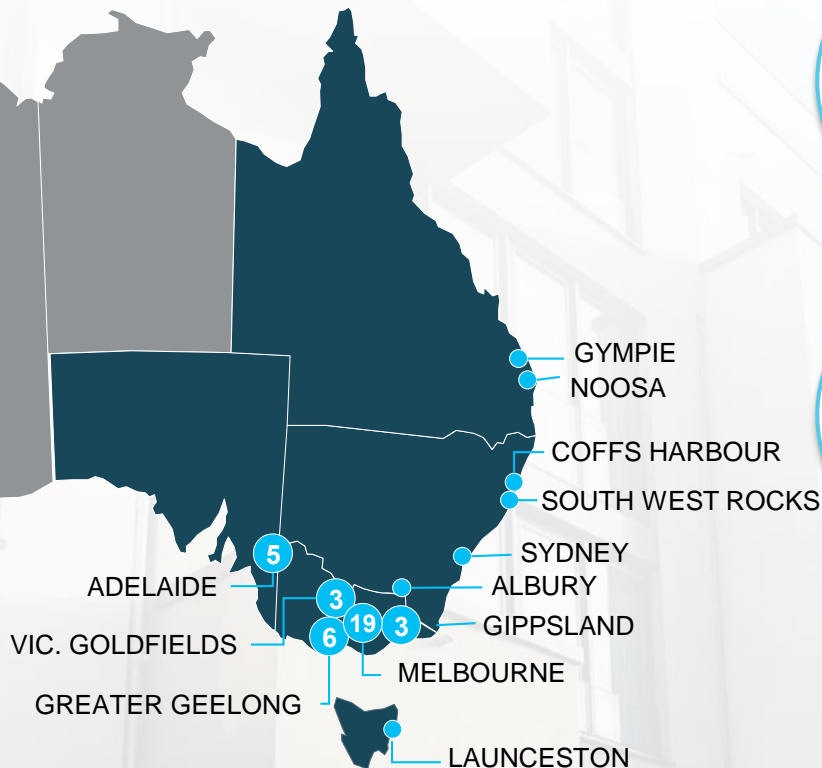 GYMPIE
NOOSA
COFFS HARBOUR
SOUTH WEST ROCKS
SYDNEY
5
ADELAIDE
ALBURY
3
19
3
GIPPSLAND
6
VIC. GOLDFIELDS
MELBOURNE
GREATER GEELONG
LAUNCESTON